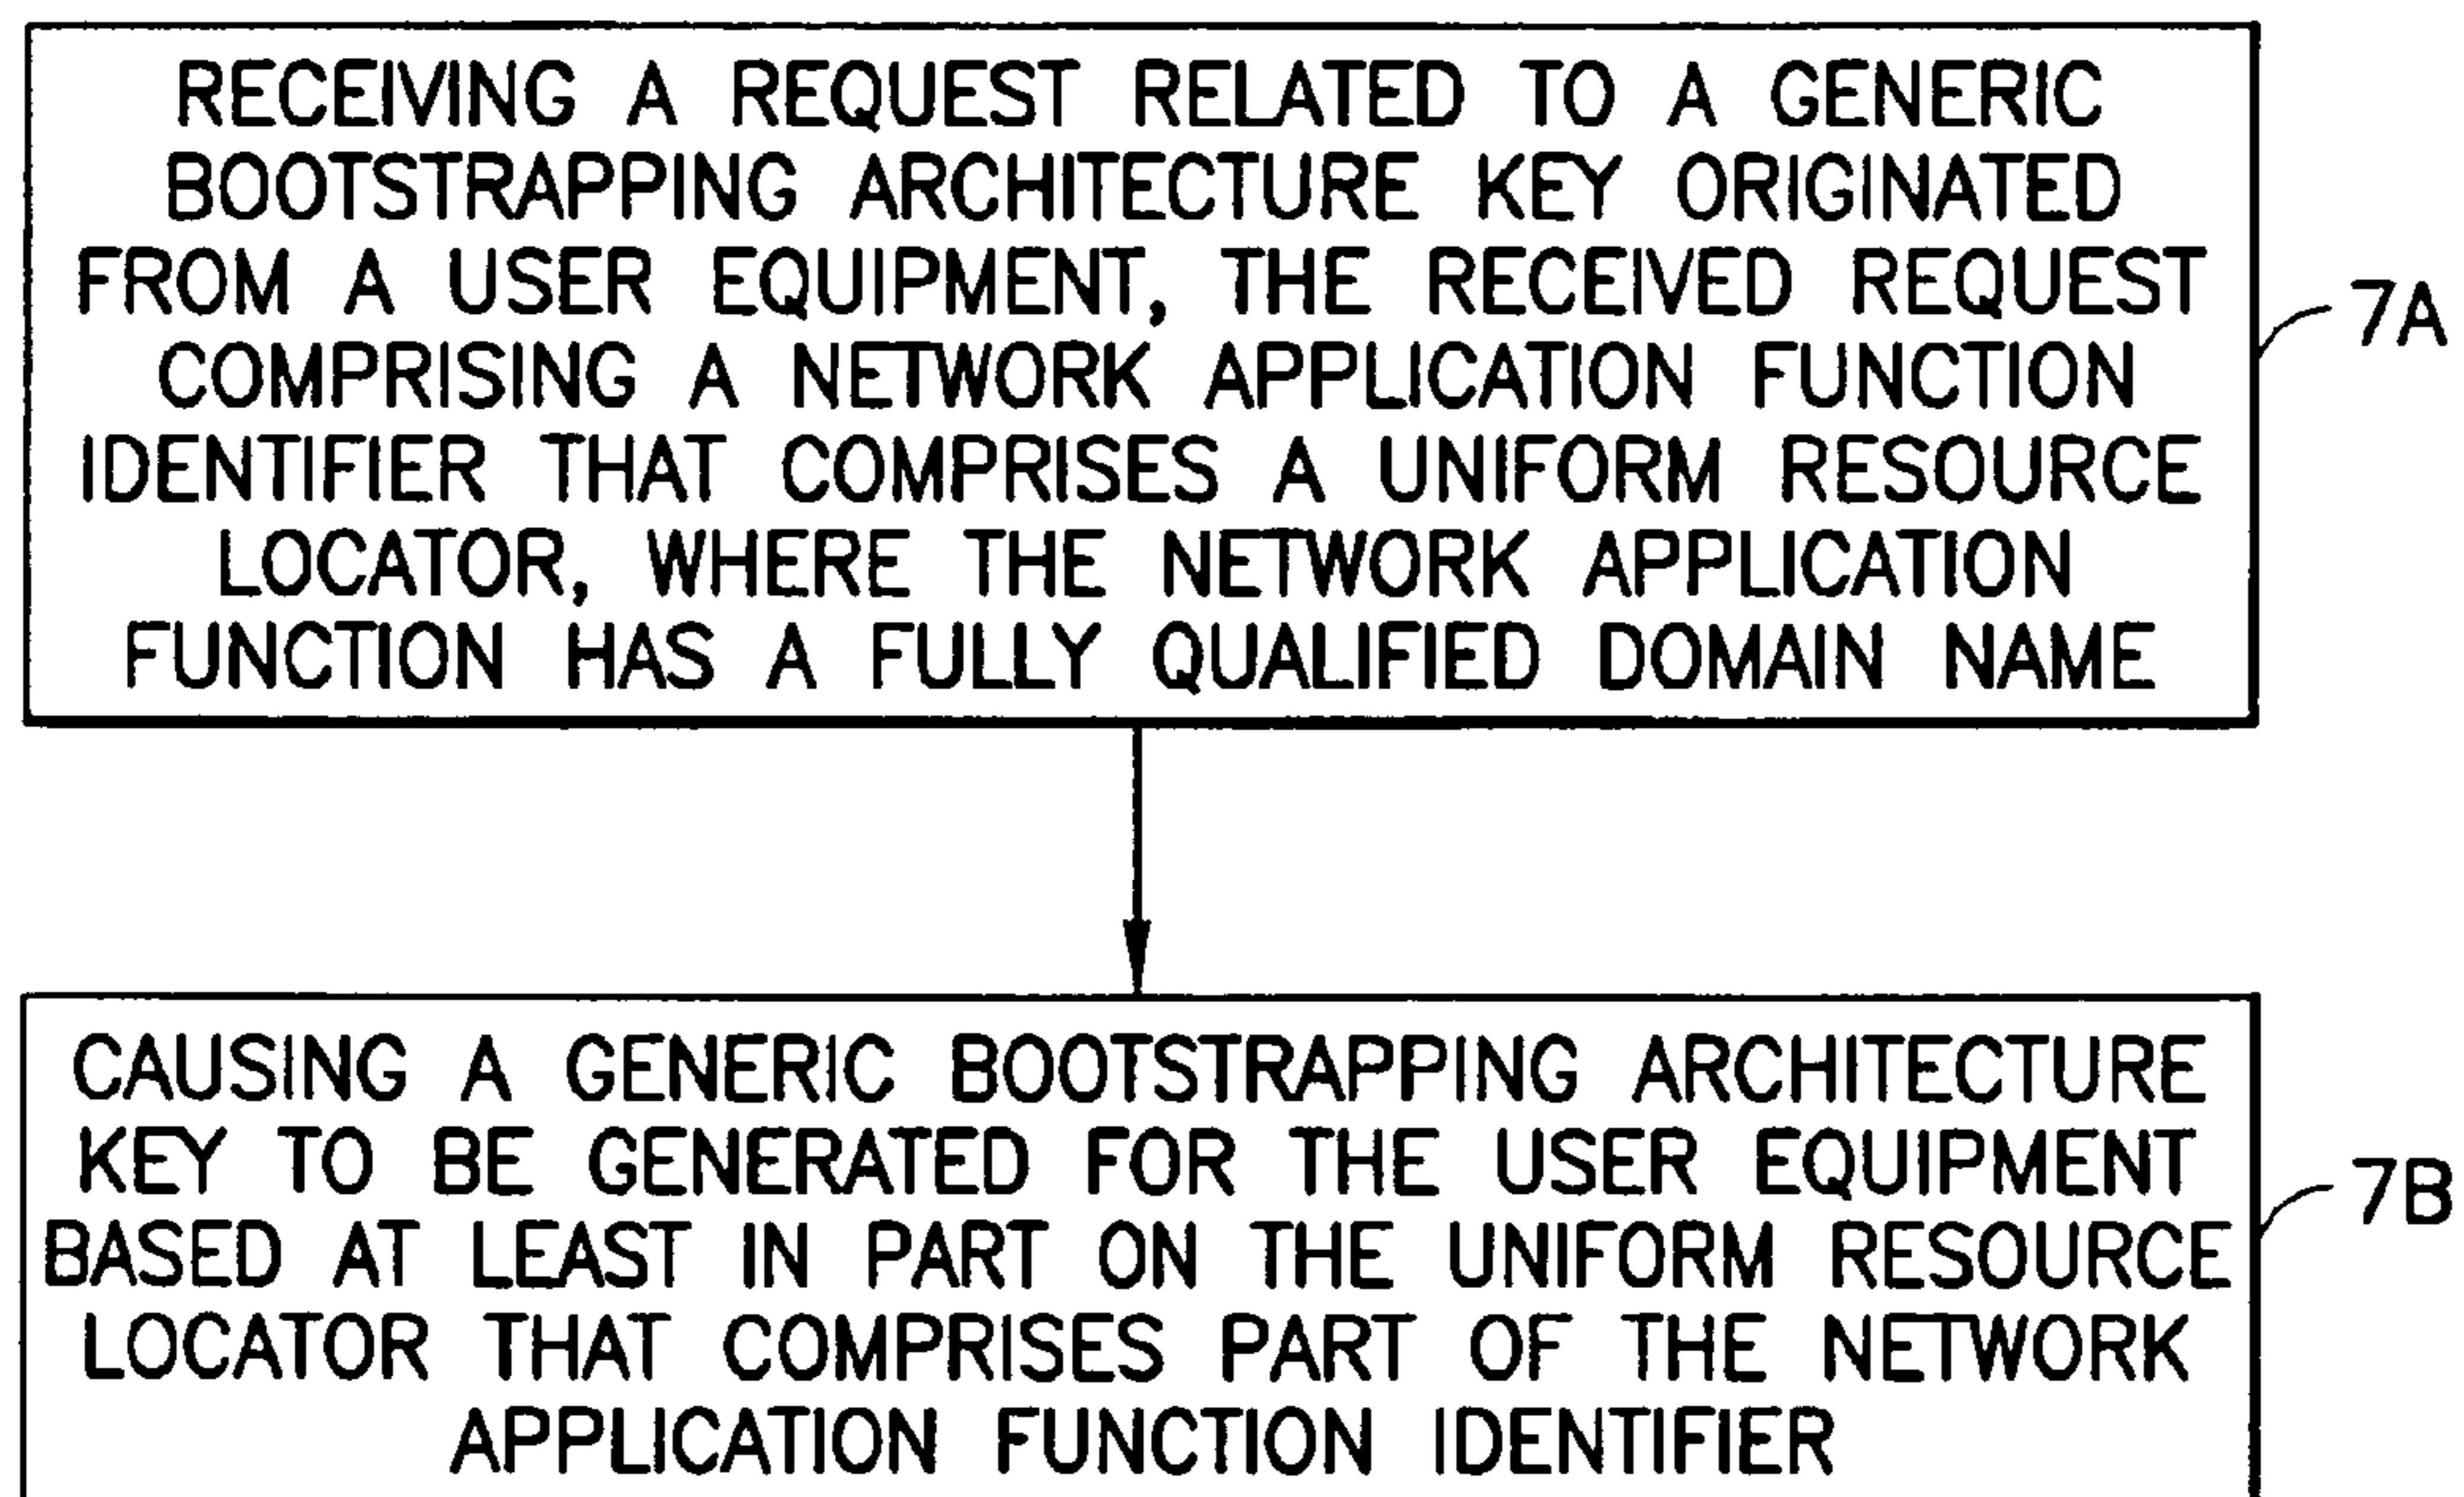 RECEIVING A REQUEST RELATED TO A GENERIC
BOOTSTRAPPING ARCHITECTURE KEY ORIGINATED
FROM A USER EQUIPMENT, THE RECEIVED REQUEST
COMPRISING A NETWORK APPLICATION FUNCTION
IDENTIFIER THAT COMPRISES A UNIFORM RESOURCE
LOCATOR, WHERE THE NETWORK APPLICATION
FUNCTION HAS A FULLY QUALIFIED DOMAIN NAME
7A
CAUSING A GENERIC BOOTSTRAPPING ARCHITECTURE
KEY TO BE GENERATED FOR THE USER EQUIPMENT
BASED AT LEAST IN PART ON THE UNIFORM RESOURCE
LOCATOR THAT COMPRISES PART OF THE NETWORK
APPLICATION FUNCTION IDENTIFIER
7B